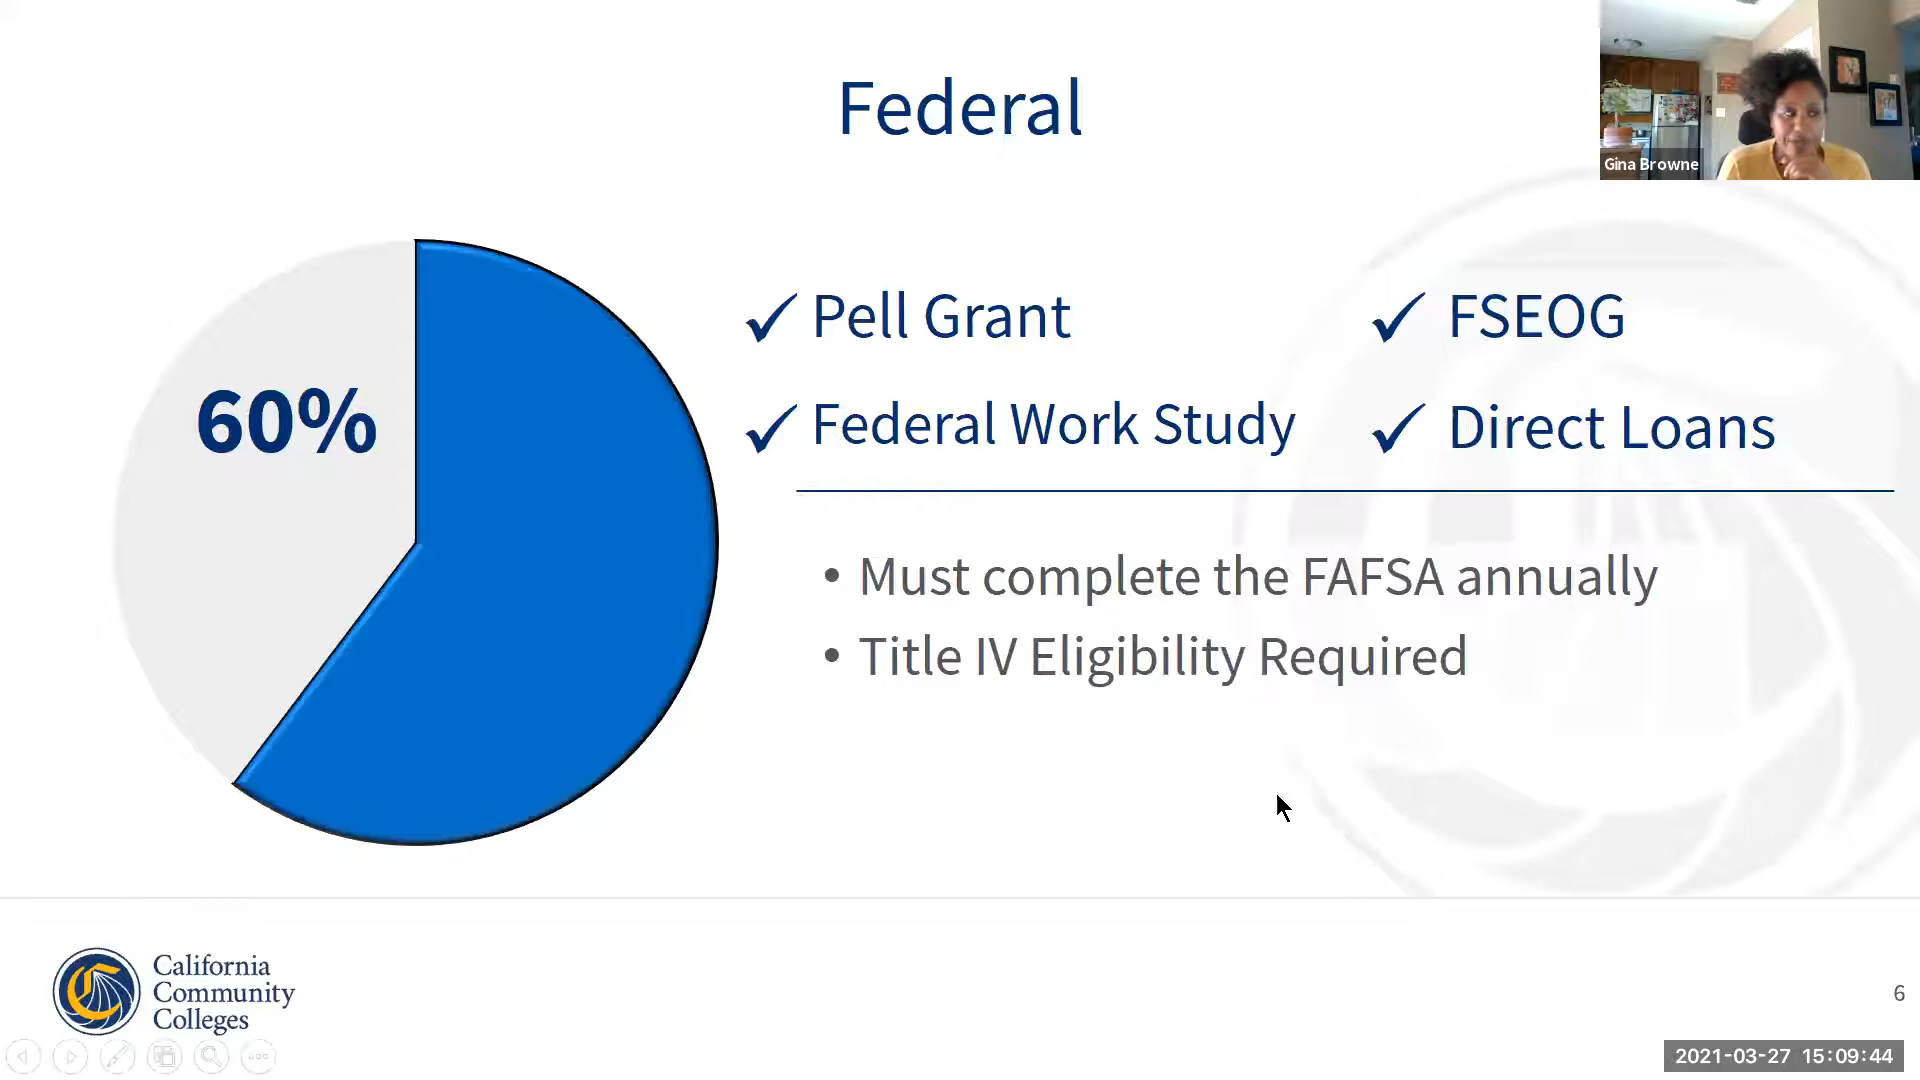 Federal
Gina Browne
60%
✓ Pell Grant
✓ FSEOG
✓ Federal Work Study
✓ Direct Loans
• Must complete the FAFSA annually
• Title IV Eligibility Required
California
Community
Colleges
6
2021-03-27 15:09:44